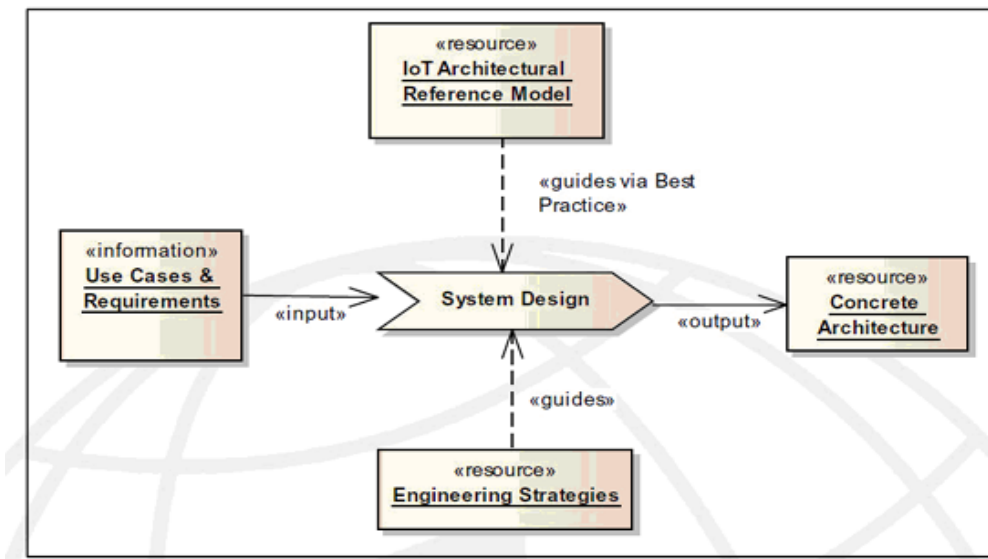 «resource»
IoT Architectural
Reference Model
«guides via Best
Practice»
«information»
Use Cases &
Requirements
«input»
System Design
«output»
«resource»
Concrete
Architecture
«guides»
«resource»
Engineering Strategies